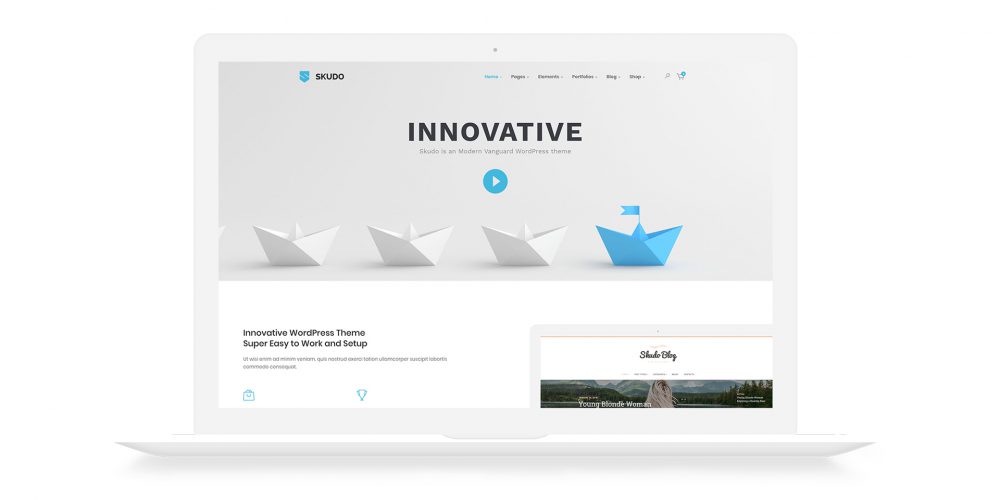 SKUDO
Home Pages Elements Portfolios Blog Shop
INNOVATIVE
Skudo is an Modern Vanguard WordPress theme
Innovative WordPress Theme
Super Easy to Work and Setup
Ut wisi enim ad minim veniam, quis nostrud exerci tation ullamcorper suscipit lobortis
commodo consequat.
Skudo Blog
Young Blonde Woman